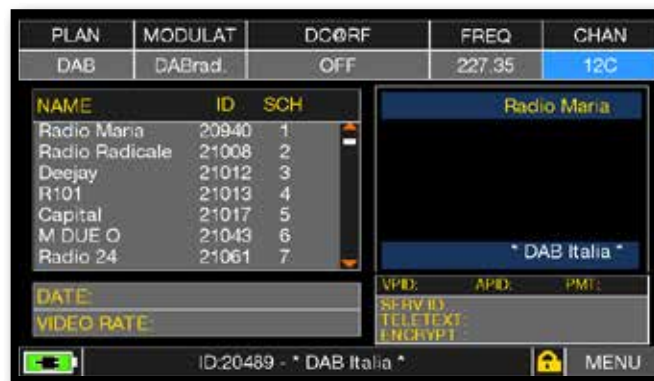 PLAN MODULAT DC@RF FREQ CHAN
DAB DABrad. OFF 227.35 12C
NAME ID SCH
Radio Maria 20940 1
Radio Radicale 21008 2
Deejay 21012 3
R101 21013 4
Capital 21017 5
M DUE O 21043 6
Radio 24 21061 7
Radio Maria
* DAB Italia *
DATE:
VIDEO RATE:
VPID: APID: PMT:
SERV ID:
TELETEXT:
ENCRYPT:
ID:20489 - * DAB Italia *
MENU